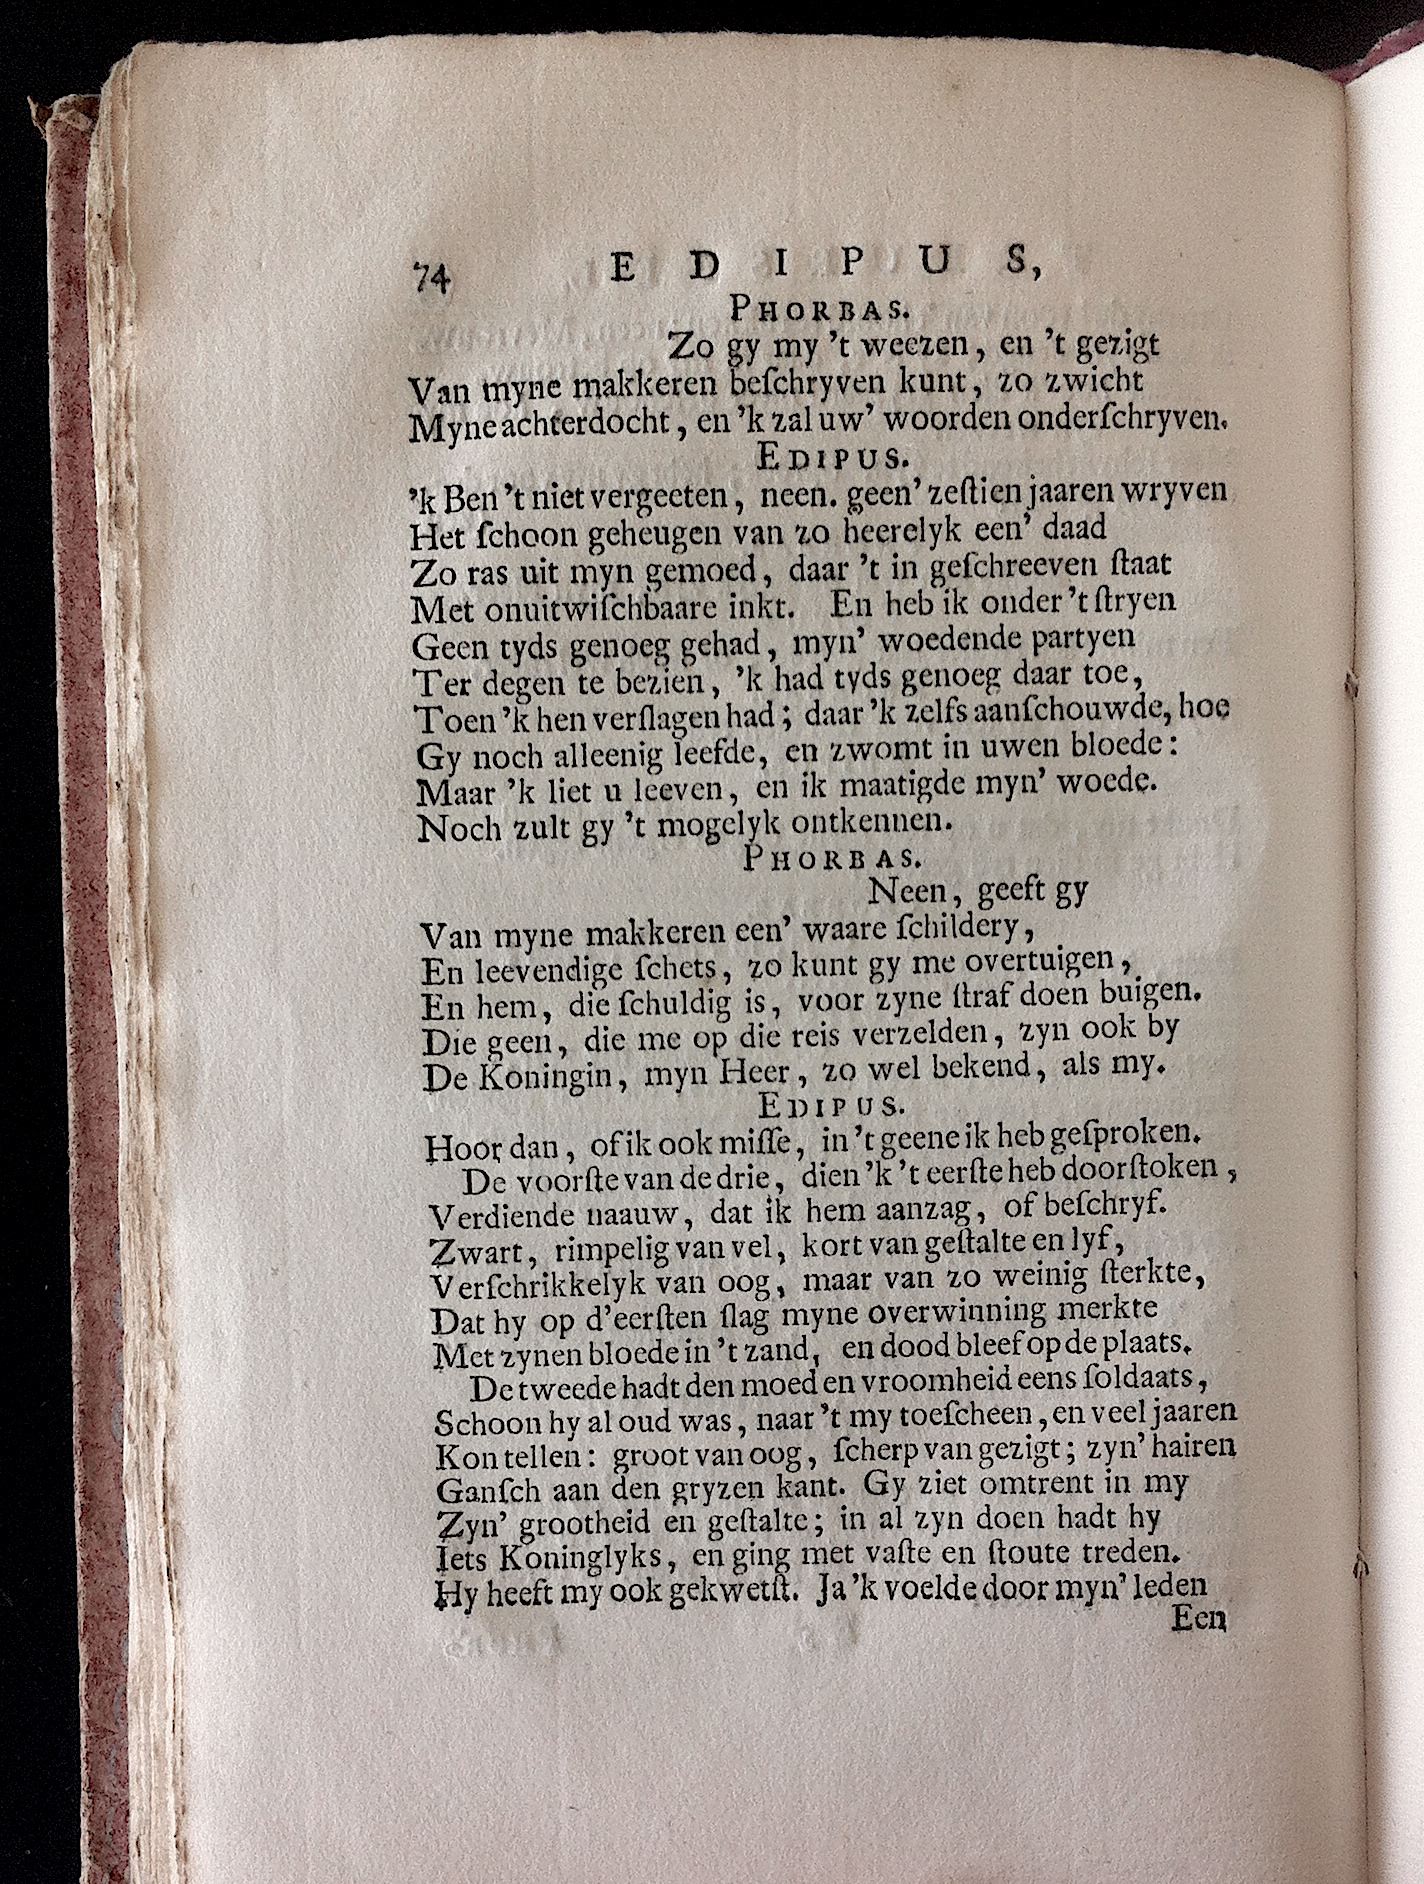 74 EDIPUS,
PHORBAS.
Zo gy my 't weezen, en 't gezigt
Van myne makkeren beſchryven kunt, zo zwicht
Myne achterdocht, en 'k zal uw' woorden onderſchryven.
EDIPUS.
'k Ben 't niet vergeeten, neen. geen' zeſtien jaaren wryven
Het ſchoon geheugen van zo heerelyk een' daad
Zo ras uit myn gemoed, daar 't in geſchreeven ſtaat
Met onuitwiſchbaare inkt. En heb ik onder 't ſtryen
Geen tyds genoeg gehad, myn' woedende partyen
Ter degen te bezien, 'k had tyds genoeg daar toe,
Toen 'k hen verſlagen had; daar 'k zelfs aanſchouwde, hoe
Gy noch alleenig leefde, en zwomt in uwen bloede:
Maar 'k liet u leeven, en ik maatigde myn' woede.
Noch zult gy 't mogelyk ontkennen.
PHORBAS.
Neen, geeft gy
Van myne makkeren een' waare ſchildery,
En leevendige ſchets, zo kunt gy me overtuigen,
En hem, die ſchuldig is, voor zyne ſtraf doen buigen.
Die geen, die me op die reis verzelden, zyn ook by
De Koningin, myn Heer, zo wel bekend, als my.
EDIPUS.
Hoor dan, of ik ook miſſe, in 't geene ik heb geſproken.
De voorſte van de drie, dien 'k 't eerſte heb doorſtoken,
Verdiende naauw, dat ik hem aanzag, of beſchryf.
Zwart, rimpelig van vel, kort van geſtalte en lyf,
Verſchrikkelyk van oog, maar van zo weinig ſterkte,
Dat hy op d'eerſten ſlag myne overwinning merkte
Met zynen bloede in 't zand, en dood bleef op de plaats.
De tweede hadt den moed en vroomheid eens ſoldaats,
Schoon hy al oud was, naar 't my toeſcheen, en veel jaaren
Kon tellen: groot van oog, ſcherp van gezigt; zyn' hairen
Ganſch aan den gryzen kant. Gy ziet omtrent in my
Zyn' grootheid en geſtalte; in al zyn doen hadt hy
Iets Koninglyks, en ging met vaſte en ſtoute treden.
Hy heeft my ook gekwetſt. Ja 'k voelde door myn' leden
Een